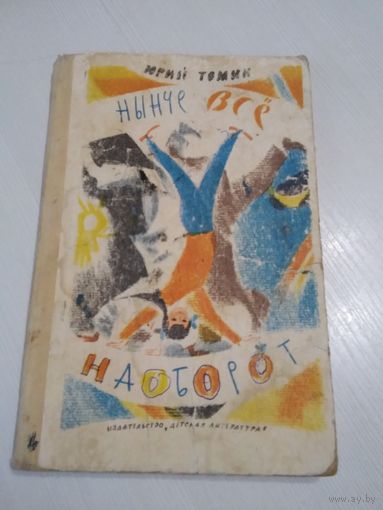 ЮРИЙ ТОМИН
НЫНЧЕ ВСЁ
НАОБОРОТ
ИЗДАТЕЛЬСТВО „ДЕТСКАЯ ЛИТЕРАТУРА“
www.ay.by